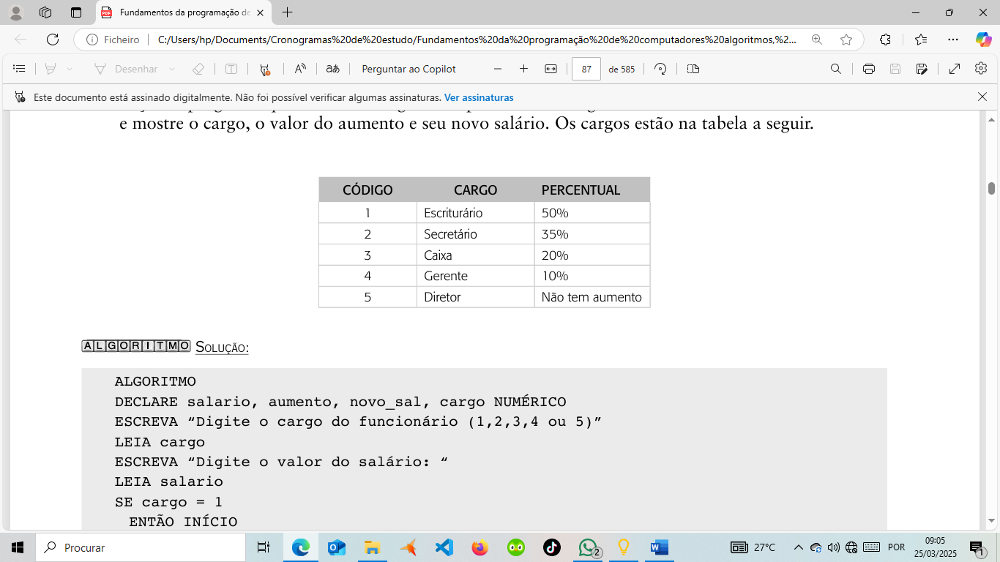 Fundamentos da programação de
Ficheiro
C:/Users/hp/Documents/Cronogramas%20de%20estudo/Fundamentos%20da%20programação%20de%20computadores%20algoritmos,%2...
Desenhar
Perguntar ao Copilot
87
de 585
Este documento está assinado digitalmente. Não foi possível verificar algumas assinaturas. Ver assinaturas
e mostre o cargo, o valor do aumento e seu novo salário. Os cargos estão na tabela a seguir.
CÓDIGO CARGO PERCENTUAL
1 Escriturário 50%
2 Secretário 35%
3 Caixa 20%
4 Gerente 10%
5 Diretor Não tem aumento
ALGORITMO SOLUÇÃO:
ALGORITMO
DECLARE salario, aumento, novo_sal, cargo NUMÉRICO
ESCREVA “Digite o cargo do funcionário (1,2,3,4 ou 5)”
LEIA cargo
ESCREVA “Digite o valor do salário: “
LEIA salario
SE cargo = 1
ENTÃO INÍCIO
Procurar
2
27°C
POR
09:05
25/03/2025
1